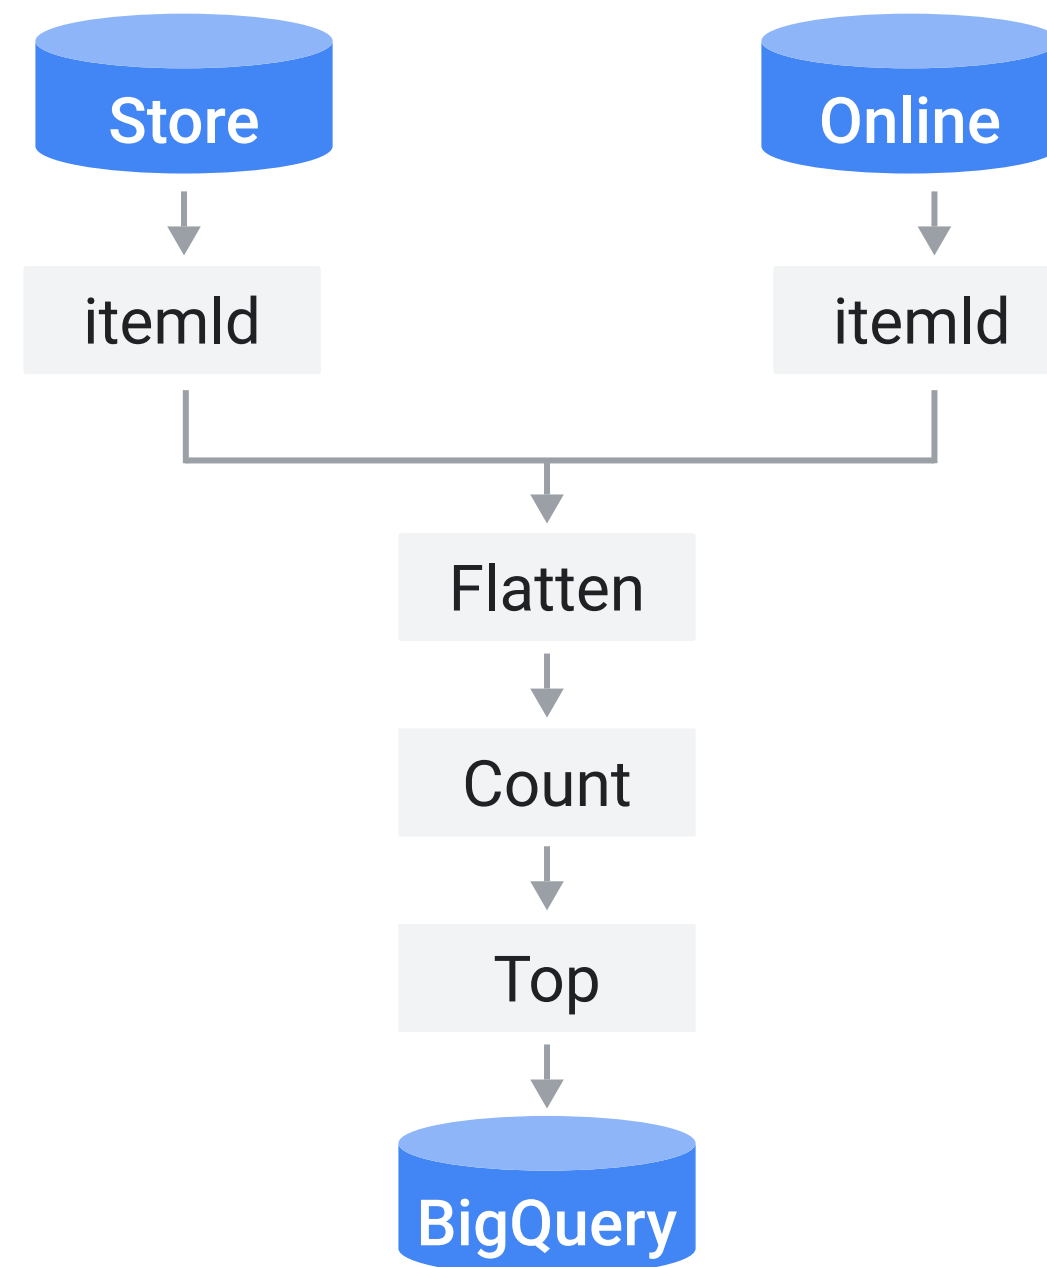 Store
Online
itemId
itemId
Flatten
Count
Top
BigQuery